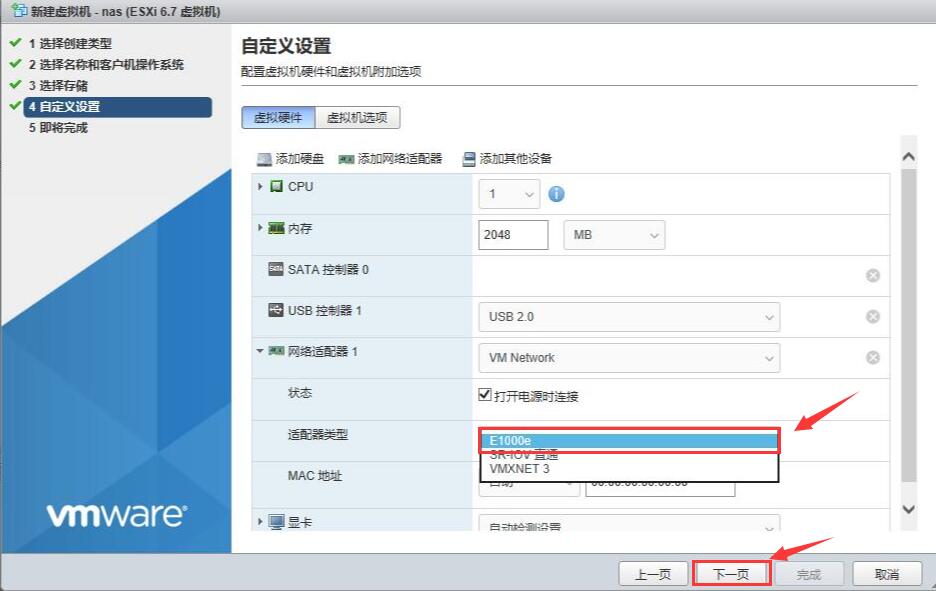 新建虚拟机 - nas (ESXi 6.7 虚拟机)
1 选择创建类型
2 选择名称和客户机操作系统
3 选择存储
4 自定义设置
5 即将完成
自定义设置
配置虚拟机硬件和虚拟机附加选项
虚拟硬件 虚拟机选项
添加硬盘 添加网络适配器 添加其他设备
CPU 1
内存 2048 MB
SATA 控制器 0
USB 控制器 1 USB 2.0
网络适配器 1 VM Network
状态 打开电源时连接
适配器类型 E1000e
SR-IOV 直通
VMXNET 3
MAC 地址 自动 00:00:00:00:00:00
显卡 自动检测设置
vmware®
上一页 下一页 完成 取消